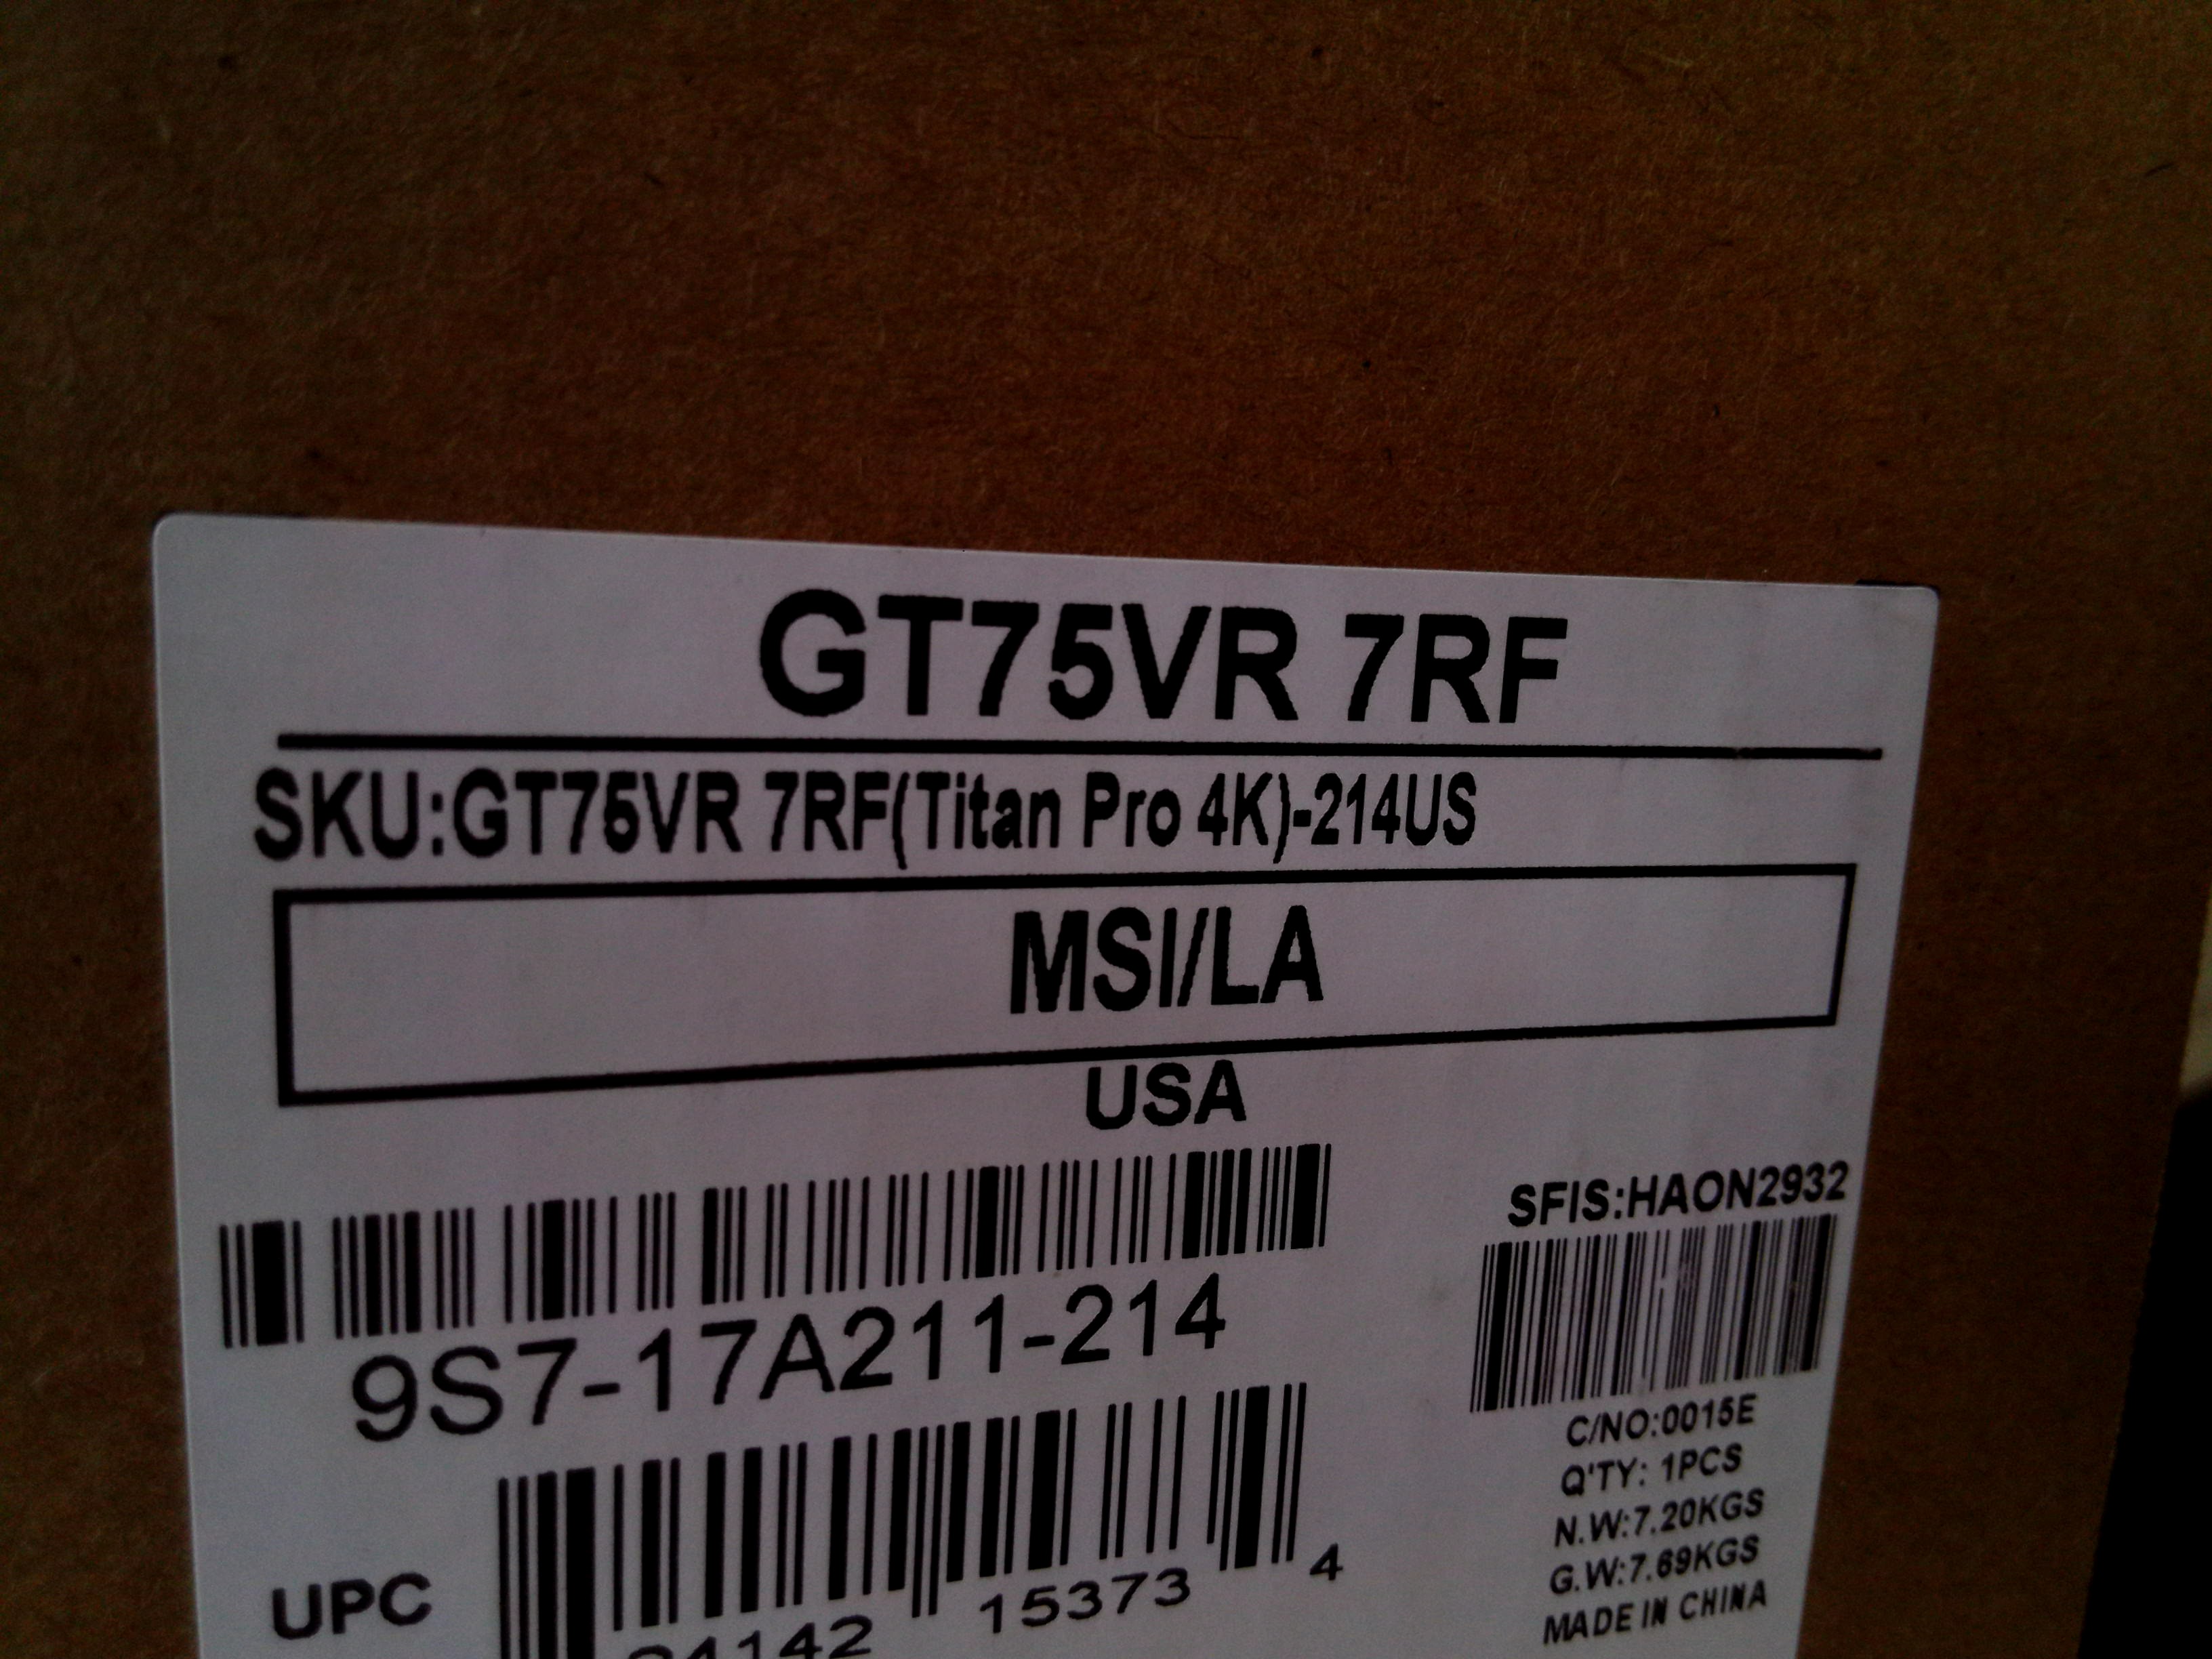 GT75VR 7RF
SKU:GT75VR 7RF(Titan Pro 4K)-214US
MSI/LA
USA
SFIS:HAON2932
9S7-17A211-214
C/NO:0015E
Q'TY: 1PCS
N.W:7.20KGS
G.W:7.69KGS
MADE IN CHINA
UPC
15373 4